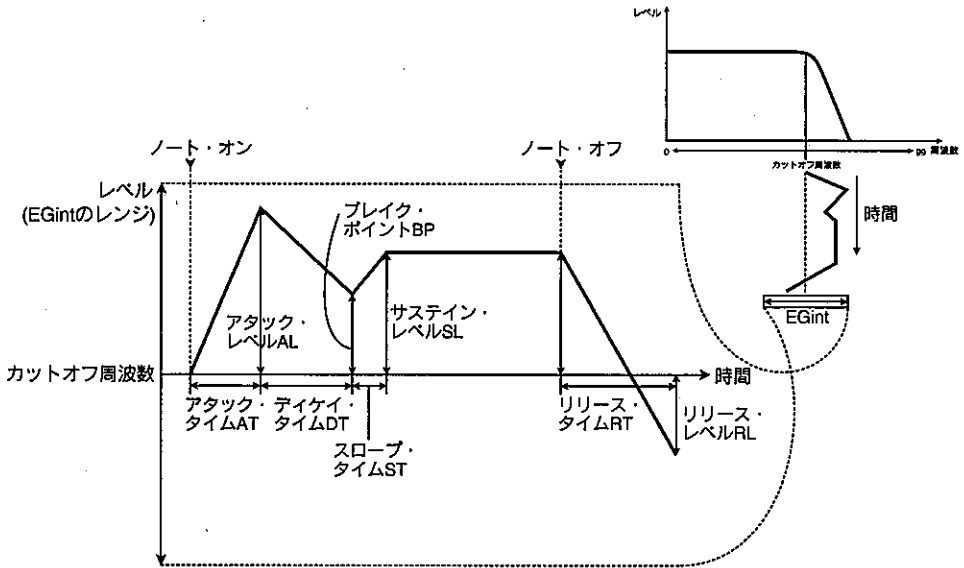 レベル
0
99 周波数
カットオフ周波数
時間
EGint
ノート・オン
ノート・オフ
レベル
(EGintのレンジ)
ブレイク・
ポイントBP
アタック・
レベルAL
サステイン・
レベルSL
カットオフ周波数
時間
アタック・
タイムAT
ディケイ・
タイムDT
スロープ・
タイムST
リリース・
タイムRT
リリース・
レベルRL